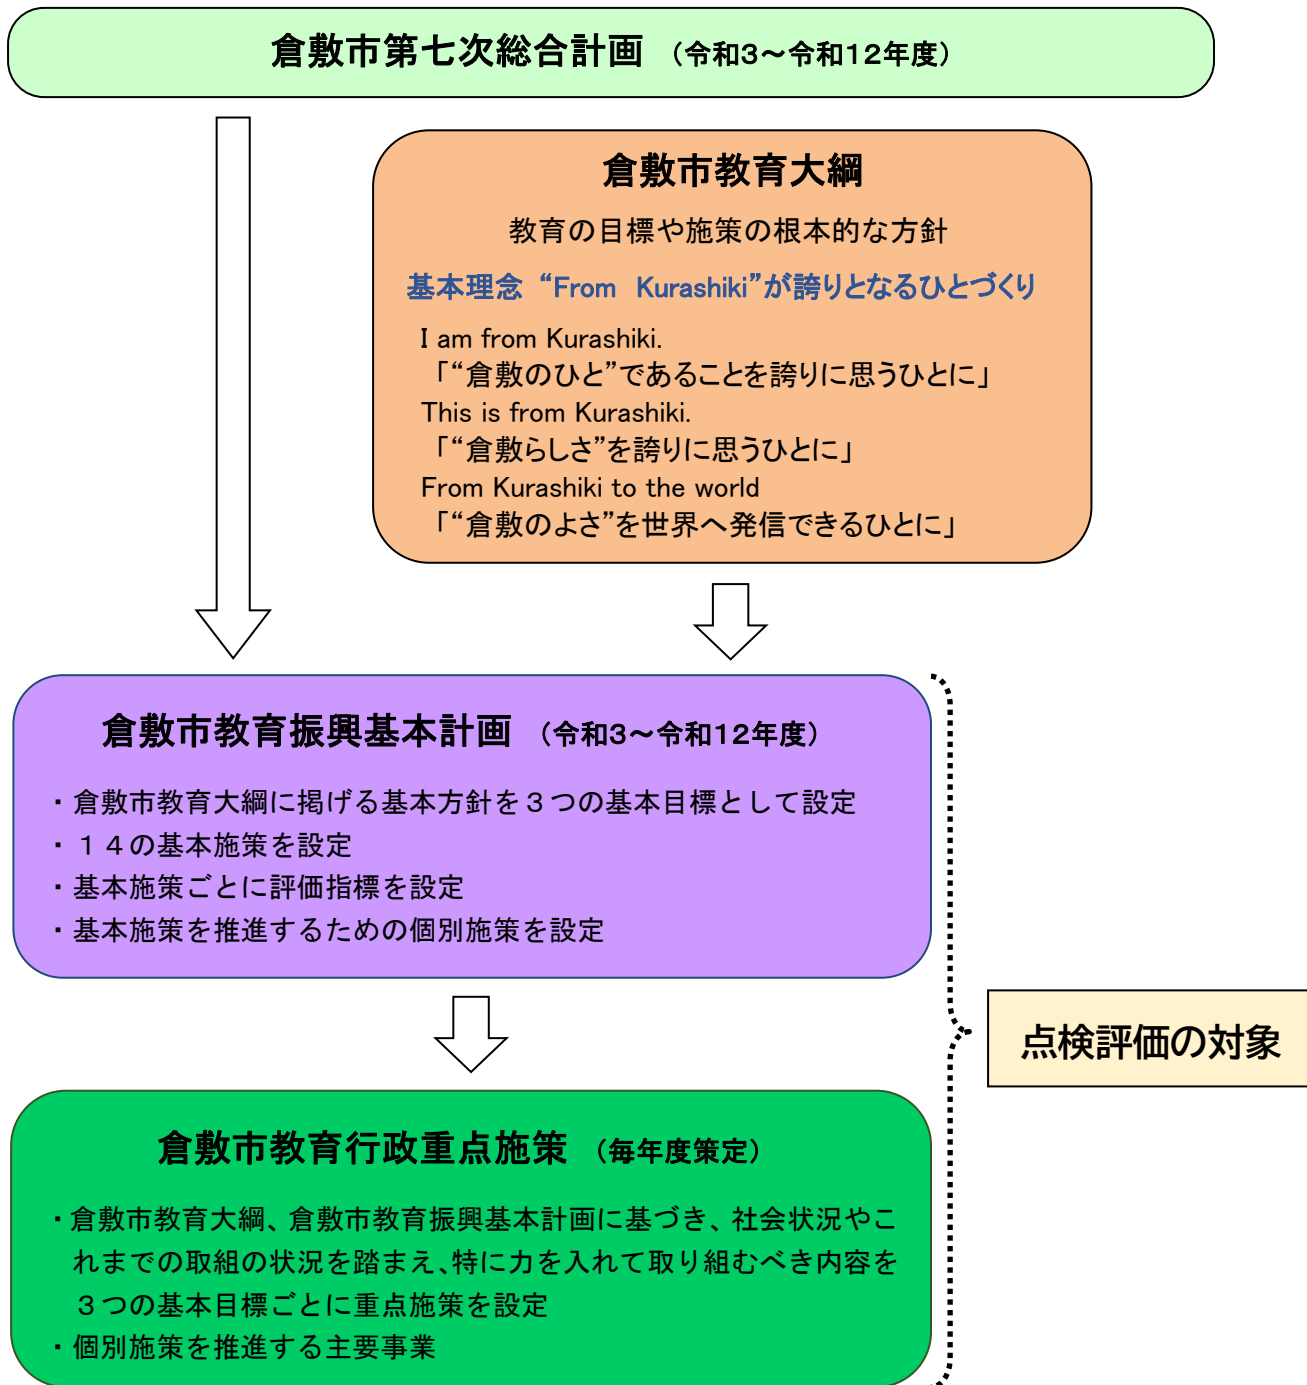 倉敷市第七次総合計画 （令和3～令和12年度）
倉敷市教育大綱
教育の目標や施策の根本的な方針
基本理念 “From Kurashiki”が誇りとなるひとづくり
I am from Kurashiki.
「“倉敷のひと”であることを誇りに思うひとに」
This is from Kurashiki.
「“倉敷らしさ”を誇りに思うひとに」
From Kurashiki to the world
「“倉敷のよさ”を世界へ発信できるひとに」
倉敷市教育振興基本計画 （令和3～令和12年度）
・倉敷市教育大綱に掲げる基本方針を３つの基本目標として設定
・１４の基本施策を設定
・基本施策ごとに評価指標を設定
・基本施策を推進するための個別施策を設定
点検評価の対象
倉敷市教育行政重点施策 （毎年度策定）
・倉敷市教育大綱、倉敷市教育振興基本計画に基づき、社会状況やこ
れまでの取組の状況を踏まえ、特に力を入れて取り組むべき内容を
３つの基本目標ごとに重点施策を設定
・個別施策を推進する主要事業